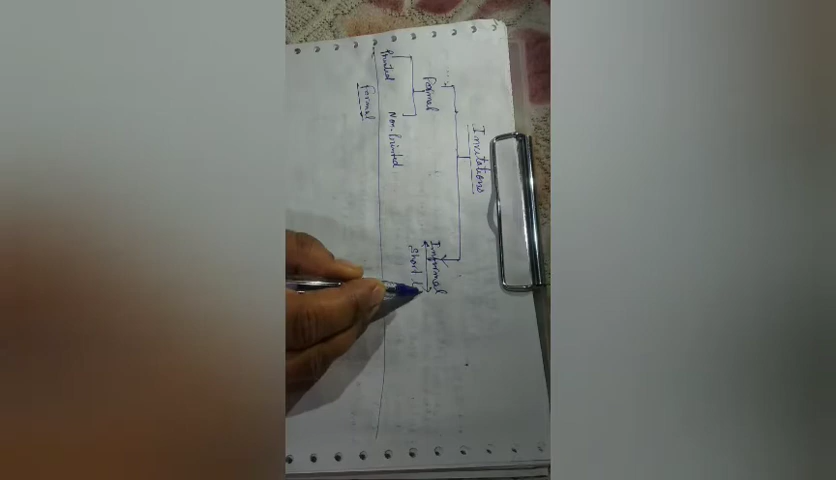 Invitations
Formal
Informal
Short L
Printed
Non-Printed
Formal